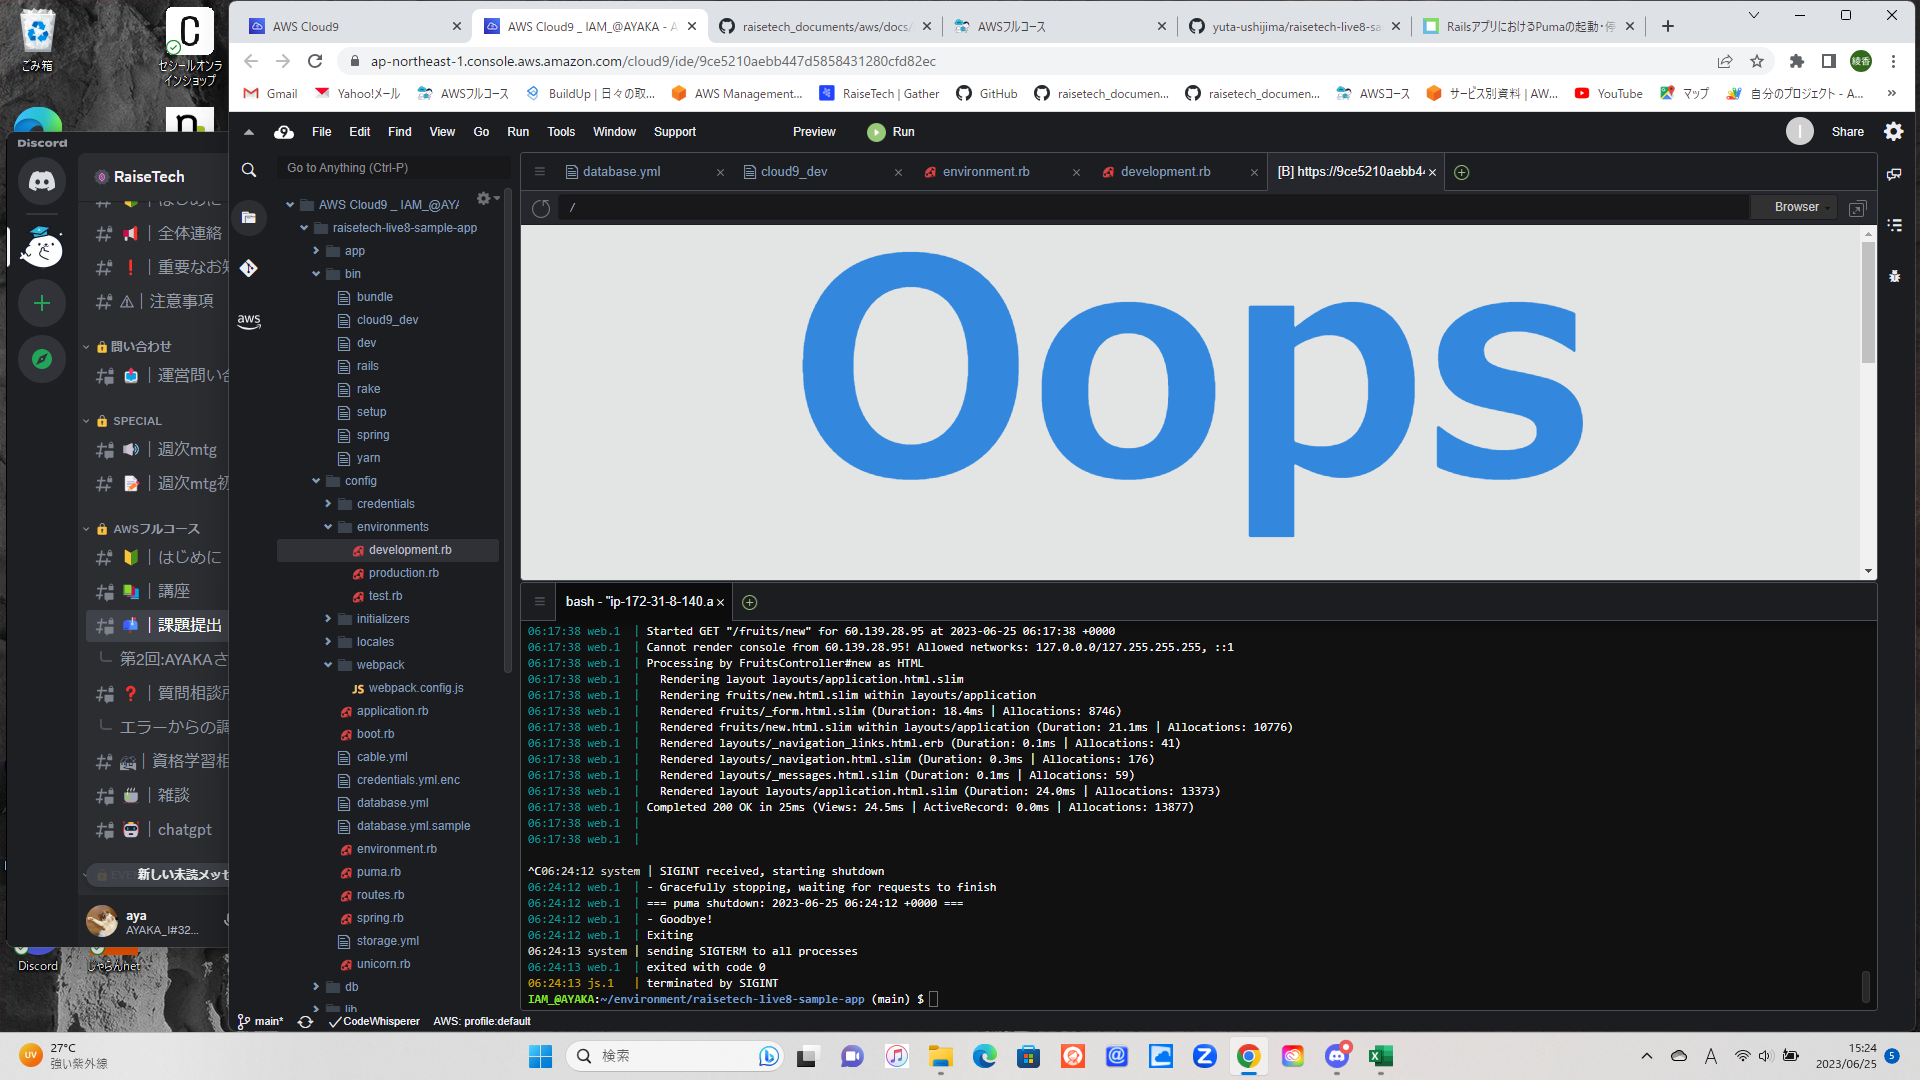 ごみ箱
セシールオンラ
インショップ
Discord
じゃらんnet
Discord
RaiseTech
全体連絡
重要なお知
注意事項
問い合わせ
運営問い合
SPECIAL
週次mtg
週次mtg初
AWSフルコース
はじめに
講座
課題提出
第2回:AYAKAさ
質問相談所
エラーからの調
資格学習相
雑談
chatgpt
新しい未読メッセ
aya
AYAKA_I#32...
AWS Cloud9
AWS Cloud9 _ IAM_@AYAKA - A
raisetech_documents/aws/docs/
AWSフルコース
yuta-ushijima/raisetech-live8-sa
RailsアプリにおけるPumaの起動・停
ap-northeast-1.console.aws.amazon.com/cloud9/ide/9ce5210aebb447d5858431280cfd82ec
綾香
Gmail
Yahoo!メール
AWSフルコース
BuildUp | 日々の取...
AWS Management...
RaiseTech | Gather
GitHub
raisetech_documen...
raisetech_documen...
AWSコース
サービス別資料 | AW...
YouTube
マップ
自分のプロジェクト - A...
»
File Edit Find View Go Run Tools Window Support Preview Run
I
Share
Go to Anything (Ctrl-P)
aws
AWS Cloud9 _ IAM_@AYA
raisetech-live8-sample-app
app
bin
bundle
cloud9_dev
dev
rails
rake
setup
spring
yarn
config
credentials
environments
development.rb
production.rb
test.rb
initializers
locales
webpack
JS webpack.config.js
application.rb
boot.rb
cable.yml
credentials.yml.enc
database.yml
database.yml.sample
environment.rb
puma.rb
routes.rb
spring.rb
storage.yml
unicorn.rb
db
lib
database.yml
cloud9_dev
environment.rb
development.rb
[B] https://9ce5210aebb44
/
Browser
Oops
bash - "ip-172-31-8-140.a
06:17:38 web.1 | Started GET "/fruits/new" for 60.139.28.95 at 2023-06-25 06:17:38 +0000
06:17:38 web.1 | Cannot render console from 60.139.28.95! Allowed networks: 127.0.0.0/127.255.255.255, ::1
06:17:38 web.1 | Processing by FruitsController#new as HTML
06:17:38 web.1 | Rendering layout layouts/application.html.slim
06:17:38 web.1 | Rendering fruits/new.html.slim within layouts/application
06:17:38 web.1 | Rendered fruits/_form.html.slim (Duration: 18.4ms | Allocations: 8746)
06:17:38 web.1 | Rendered fruits/new.html.slim within layouts/application (Duration: 21.1ms | Allocations: 10776)
06:17:38 web.1 | Rendered layouts/_navigation_links.html.erb (Duration: 0.1ms | Allocations: 41)
06:17:38 web.1 | Rendered layouts/_navigation.html.slim (Duration: 0.3ms | Allocations: 176)
06:17:38 web.1 | Rendered layouts/_messages.html.slim (Duration: 0.1ms | Allocations: 59)
06:17:38 web.1 | Rendered layout layouts/application.html.slim (Duration: 24.0ms | Allocations: 13373)
06:17:38 web.1 | Completed 200 OK in 25ms (Views: 24.5ms | ActiveRecord: 0.0ms | Allocations: 13877)
06:17:38 web.1 |
06:17:38 web.1 |
^C06:24:12 system | SIGINT received, starting shutdown
06:24:12 web.1 | - Gracefully stopping, waiting for requests to finish
06:24:12 web.1 | === puma shutdown: 2023-06-25 06:24:12 +0000 ===
06:24:12 web.1 | - Goodbye!
06:24:12 web.1 | Exiting
06:24:13 system | sending SIGTERM to all processes
06:24:13 web.1 | exited with code 0
06:24:13 js.1 | terminated by SIGINT
IAM_@AYAKA:~/environment/raisetech-live8-sample-app (main) $
main* CodeWhisperer AWS: profile:default
27°C
強い紫外線
UV
検索
A
15:24
2023/06/25
5